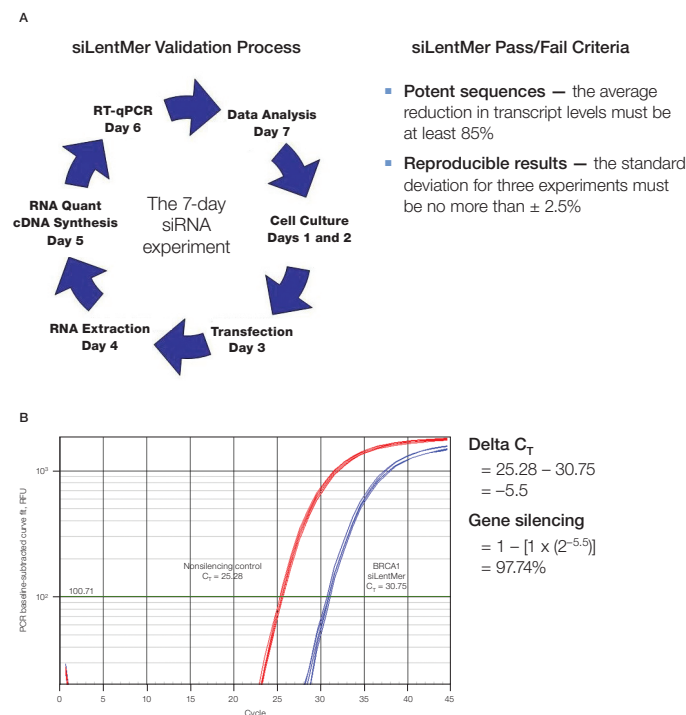 A
siLentMer Validation Process
RT-qPCR
Day 6
Data Analysis
Day 7
RNA Quant
cDNA Synthesis
Day 5
The 7-day
siRNA
experiment
Cell Culture
Days 1 and 2
RNA Extraction
Day 4
Transfection
Day 3
siLentMer Pass/Fail Criteria
▪ Potent sequences — the average
reduction in transcript levels must be
at least 85%
▪ Reproducible results — the standard
deviation for three experiments must
be no more than ± 2.5%
B
PCR baseline-subtracted curve fit, RFU
10³
10²
100.71
Nonsilencing control
C_T = 25.28
BRCA1
siLentMer
C_T = 30.75
0 5 10 15 20 25 30 35 40 45
Cycle
Delta C_T
= 25.28 – 30.75
= –5.5
Gene silencing
= 1 – [1 x (2⁻⁵·⁵)]
= 97.74%